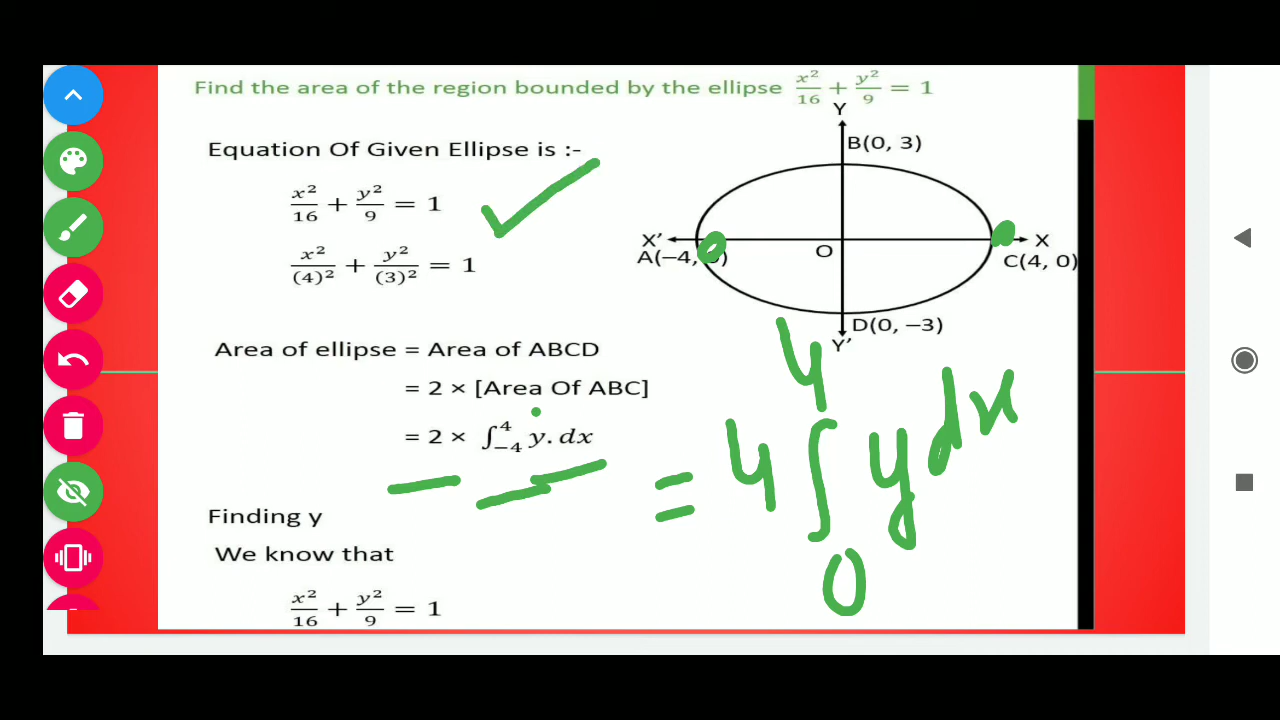 Find the area of the region bounded by the ellipse x²/16 + y²/9 = 1
Equation Of Given Ellipse is :-
x²/16 + y²/9 = 1
x²/(4)² + y²/(3)² = 1
Y
B(0, 3)
X’
X
O
A(−4, 0)
C(4, 0)
D(0, −3)
Y’
Area of ellipse = Area of ABCD
= 2 × [Area Of ABC]
= 2 × ∫₋₄⁴ y. dx
= 4 ∫₀⁴ y dx
Finding y
We know that
x²/16 + y²/9 = 1